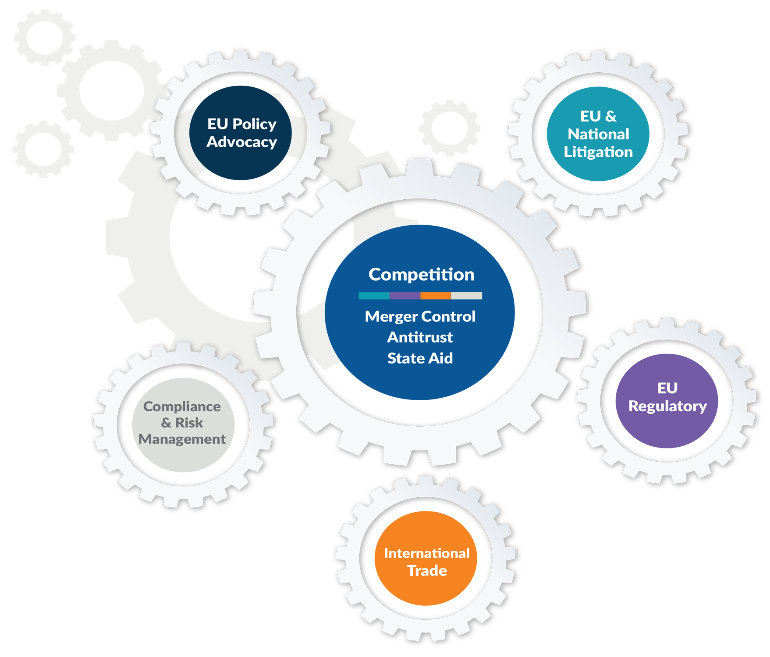 EU Policy
Advocacy
EU &
National
Litigation
Competition
Merger Control
Antitrust
State Aid
EU
Regulatory
Compliance
& Risk
Management
International
Trade